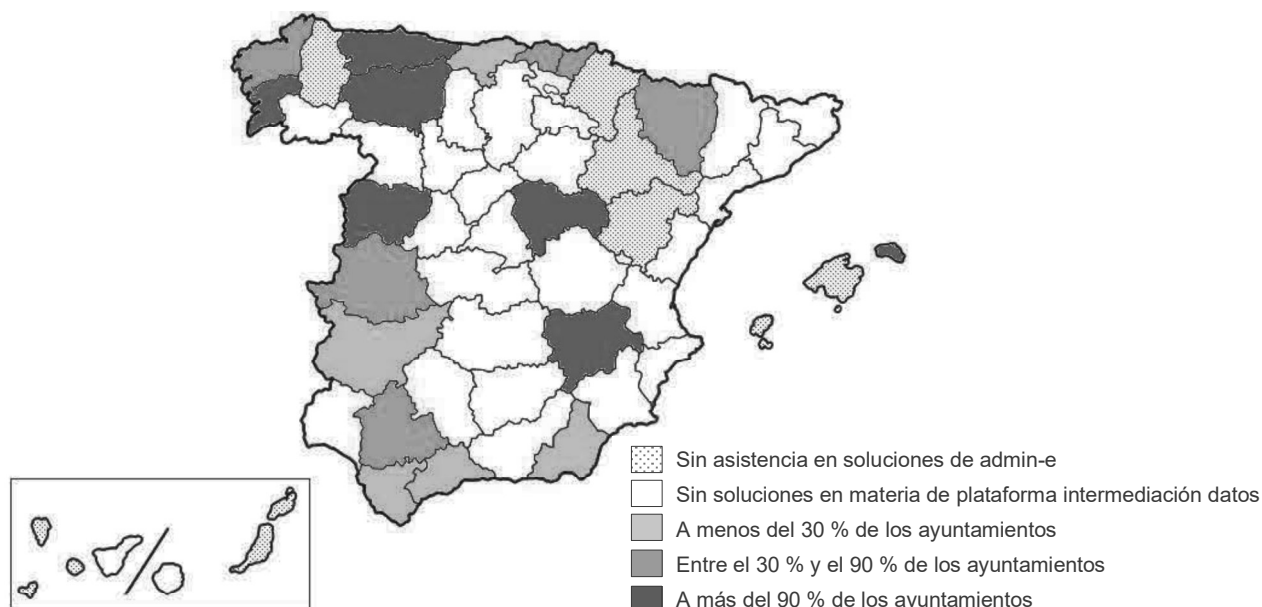 Sin asistencia en soluciones de admin-e
Sin soluciones en materia de plataforma intermediación datos
A menos del 30 % de los ayuntamientos
Entre el 30 % y el 90 % de los ayuntamientos
A más del 90 % de los ayuntamientos